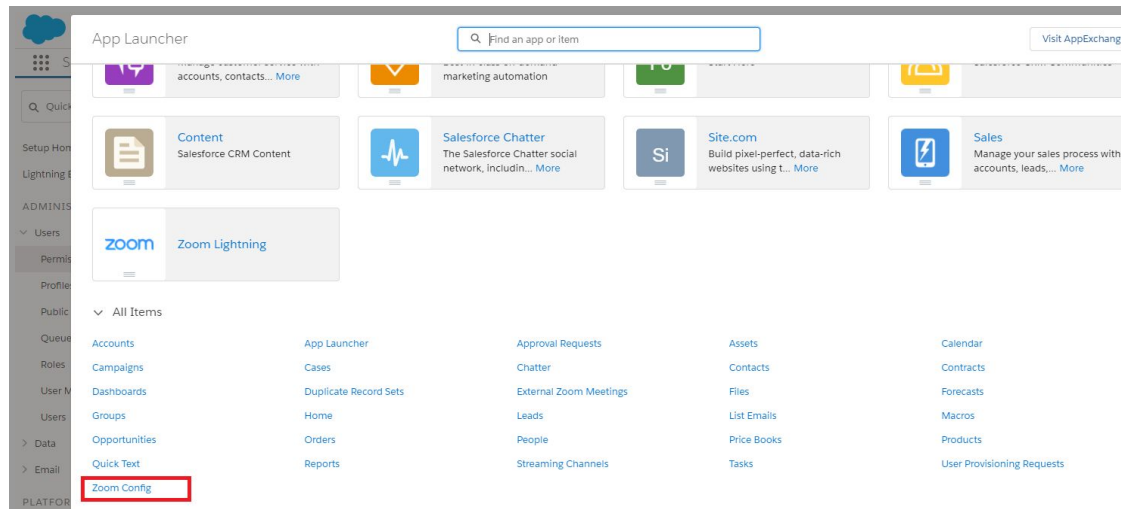 App Launcher
Find an app or item
Visit AppExchang
S
accounts, contacts... More
marketing automation
Quick
Content
Salesforce CRM Content
Salesforce Chatter
The Salesforce Chatter social
network, includin... More
Si
Site.com
Build pixel-perfect, data-rich
websites using t... More
Sales
Manage your sales process with
accounts, leads,... More
Setup Hom
Lightning E
ADMINIS
Users
zoom
Zoom Lightning
Permis
Profile
Public
All Items
Queue
Accounts
App Launcher
Approval Requests
Assets
Calendar
Roles
Campaigns
Cases
Chatter
Contacts
Contracts
User M
Dashboards
Duplicate Record Sets
External Zoom Meetings
Files
Forecasts
Users
Groups
Home
Leads
List Emails
Macros
Data
Opportunities
Orders
People
Price Books
Products
Email
Quick Text
Reports
Streaming Channels
Tasks
User Provisioning Requests
Zoom Config
PLATFOR